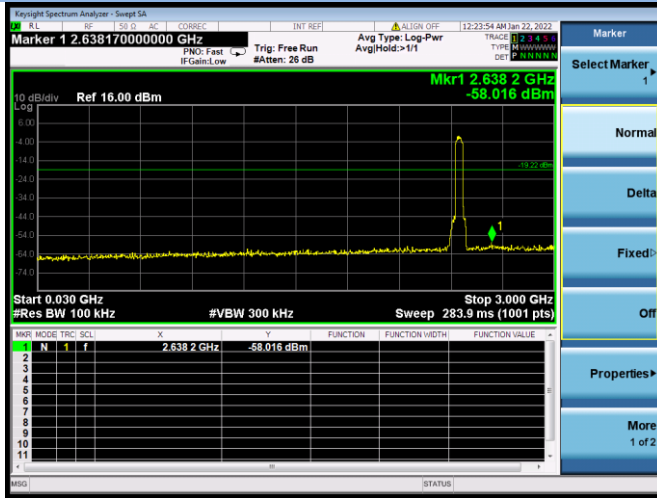 Keysight Spectrum Analyzer - Swept SA
RL RF 50 Ω AC CORREC INT REF ALIGN OFF 12:23:54 AM Jan 22, 2022
Marker 1 2.638170000000 GHz
PNO: Fast
IFGain:Low
Trig: Free Run
#Atten: 26 dB
Avg Type: Log-Pwr
Avg|Hold:>1/1
TRACE 1 2 3 4 5 6
TYPE M WWWWW
DET P N N N N N
Mkr1 2.638 2 GHz
-58.016 dBm
10 dB/div Ref 16.00 dBm
Log
6.00
-4.00
-14.0
-19.22 dBm
-24.0
-34.0
-44.0
1
-54.0
-64.0
-74.0
Start 0.030 GHz Stop 3.000 GHz
#Res BW 100 kHz #VBW 300 kHz Sweep 283.9 ms (1001 pts)
MKR MODE TRC SCL X Y FUNCTION FUNCTION WIDTH FUNCTION VALUE
1 N 1 f 2.638 2 GHz -58.016 dBm
2
3
4
5
6
7
8
9
10
11
MSG STATUS
Marker
Select Marker
1
Normal
Delta
Fixed
Off
Properties
More
1 of 2